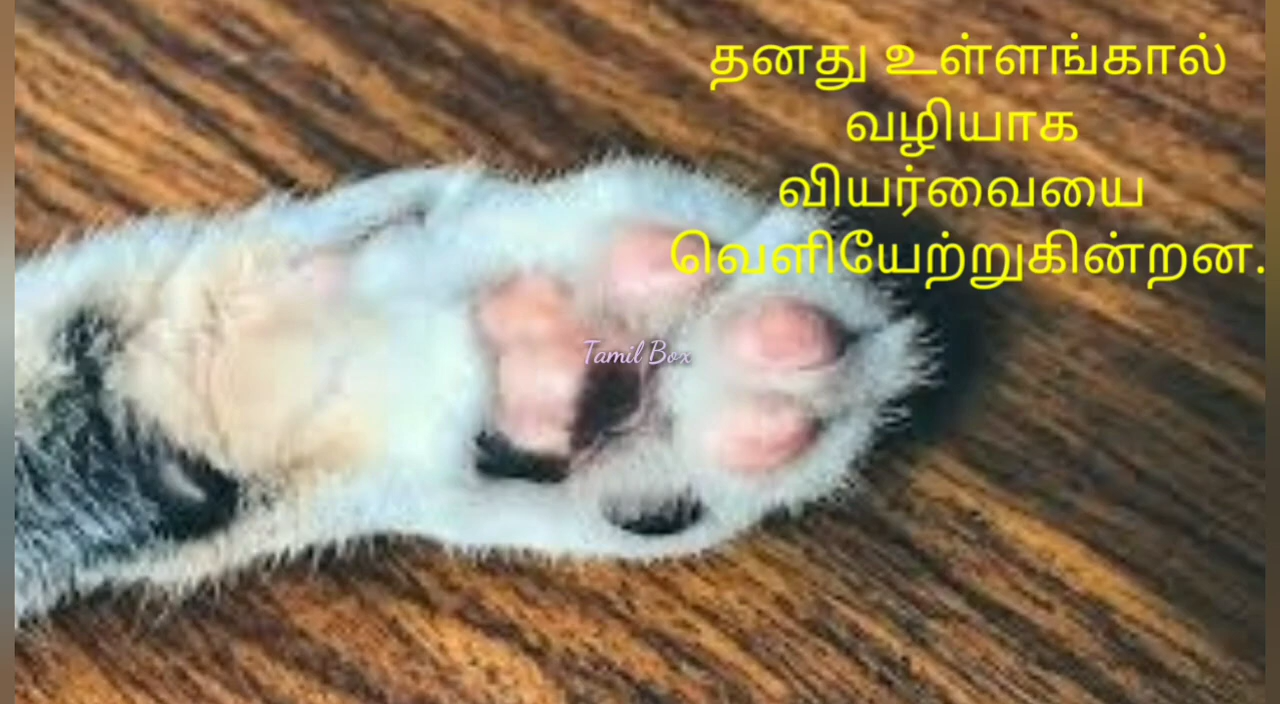 தனது உள்ளங்கால்
வழியாக
வியர்வையை
வெளியேற்றுகின்றன.
Tamil Box